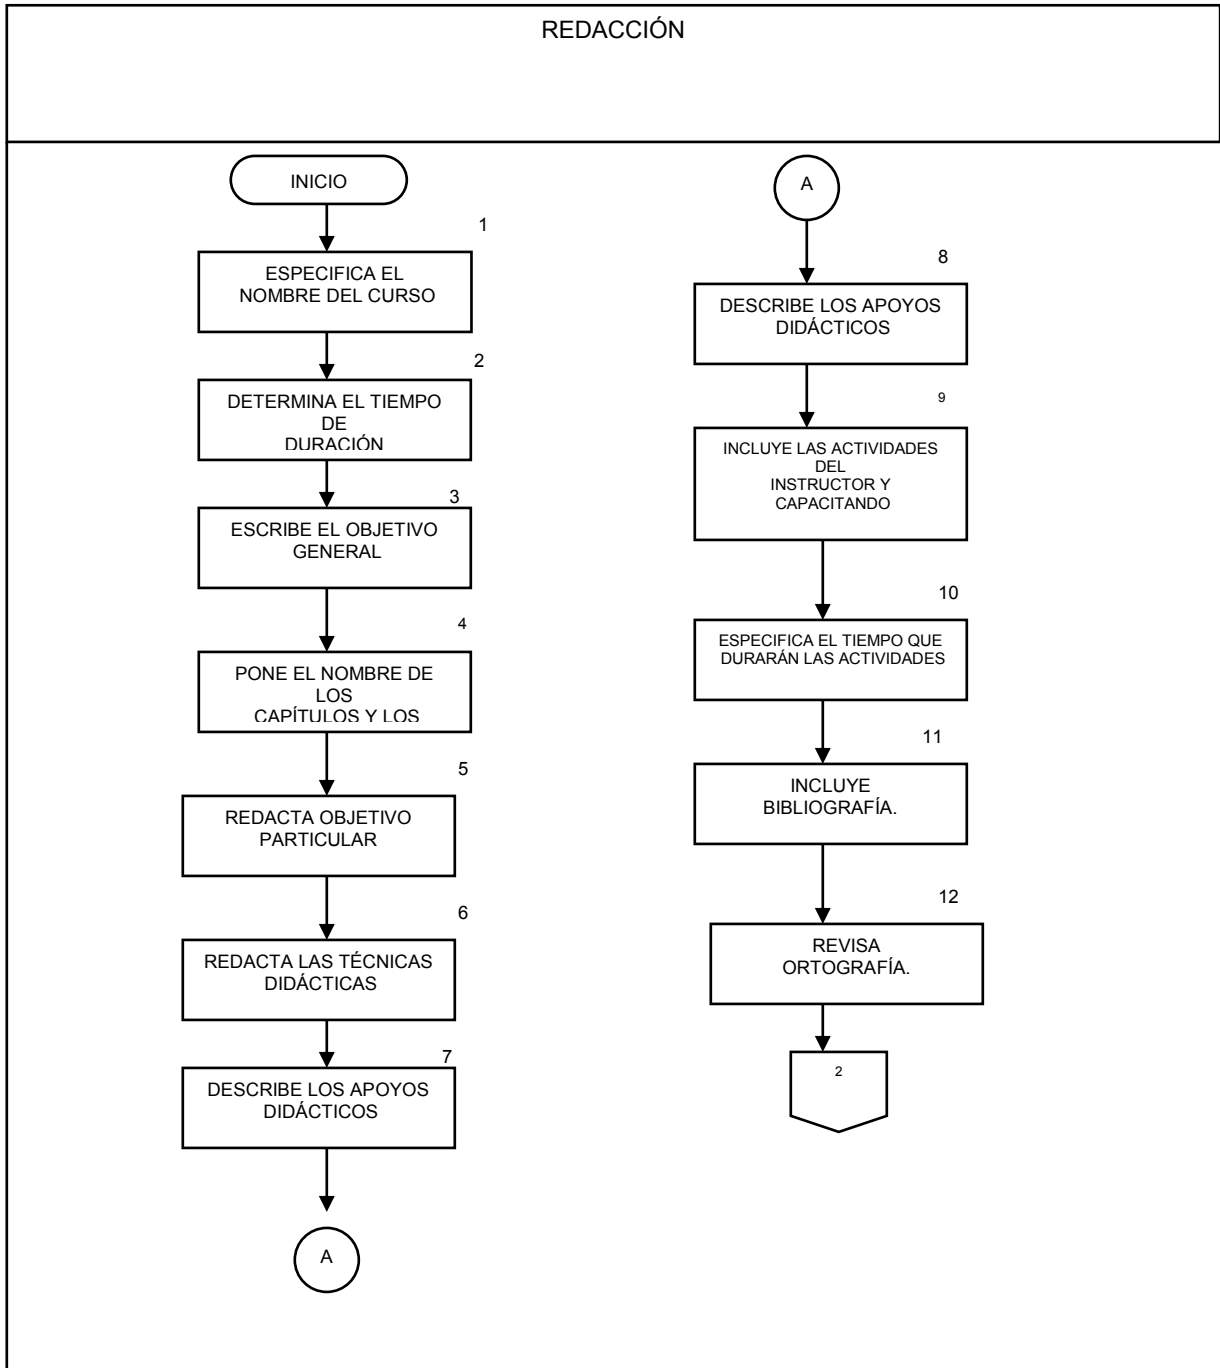 REDACCIÓN
INICIO
1
ESPECIFICA EL
NOMBRE DEL CURSO
2
DETERMINA EL TIEMPO
DE
DURACIÓN
3
ESCRIBE EL OBJETIVO
GENERAL
4
PONE EL NOMBRE DE
LOS
CAPÍTULOS Y LOS
5
REDACTA OBJETIVO
PARTICULAR
6
REDACTA LAS TÉCNICAS
DIDÁCTICAS
7
DESCRIBE LOS APOYOS
DIDÁCTICOS
A
A
8
DESCRIBE LOS APOYOS
DIDÁCTICOS
9
INCLUYE LAS ACTIVIDADES
DEL
INSTRUCTOR Y
CAPACITANDO
10
ESPECIFICA EL TIEMPO QUE
DURARÁN LAS ACTIVIDADES
11
INCLUYE
BIBLIOGRAFÍA.
12
REVISA
ORTOGRAFÍA.
2